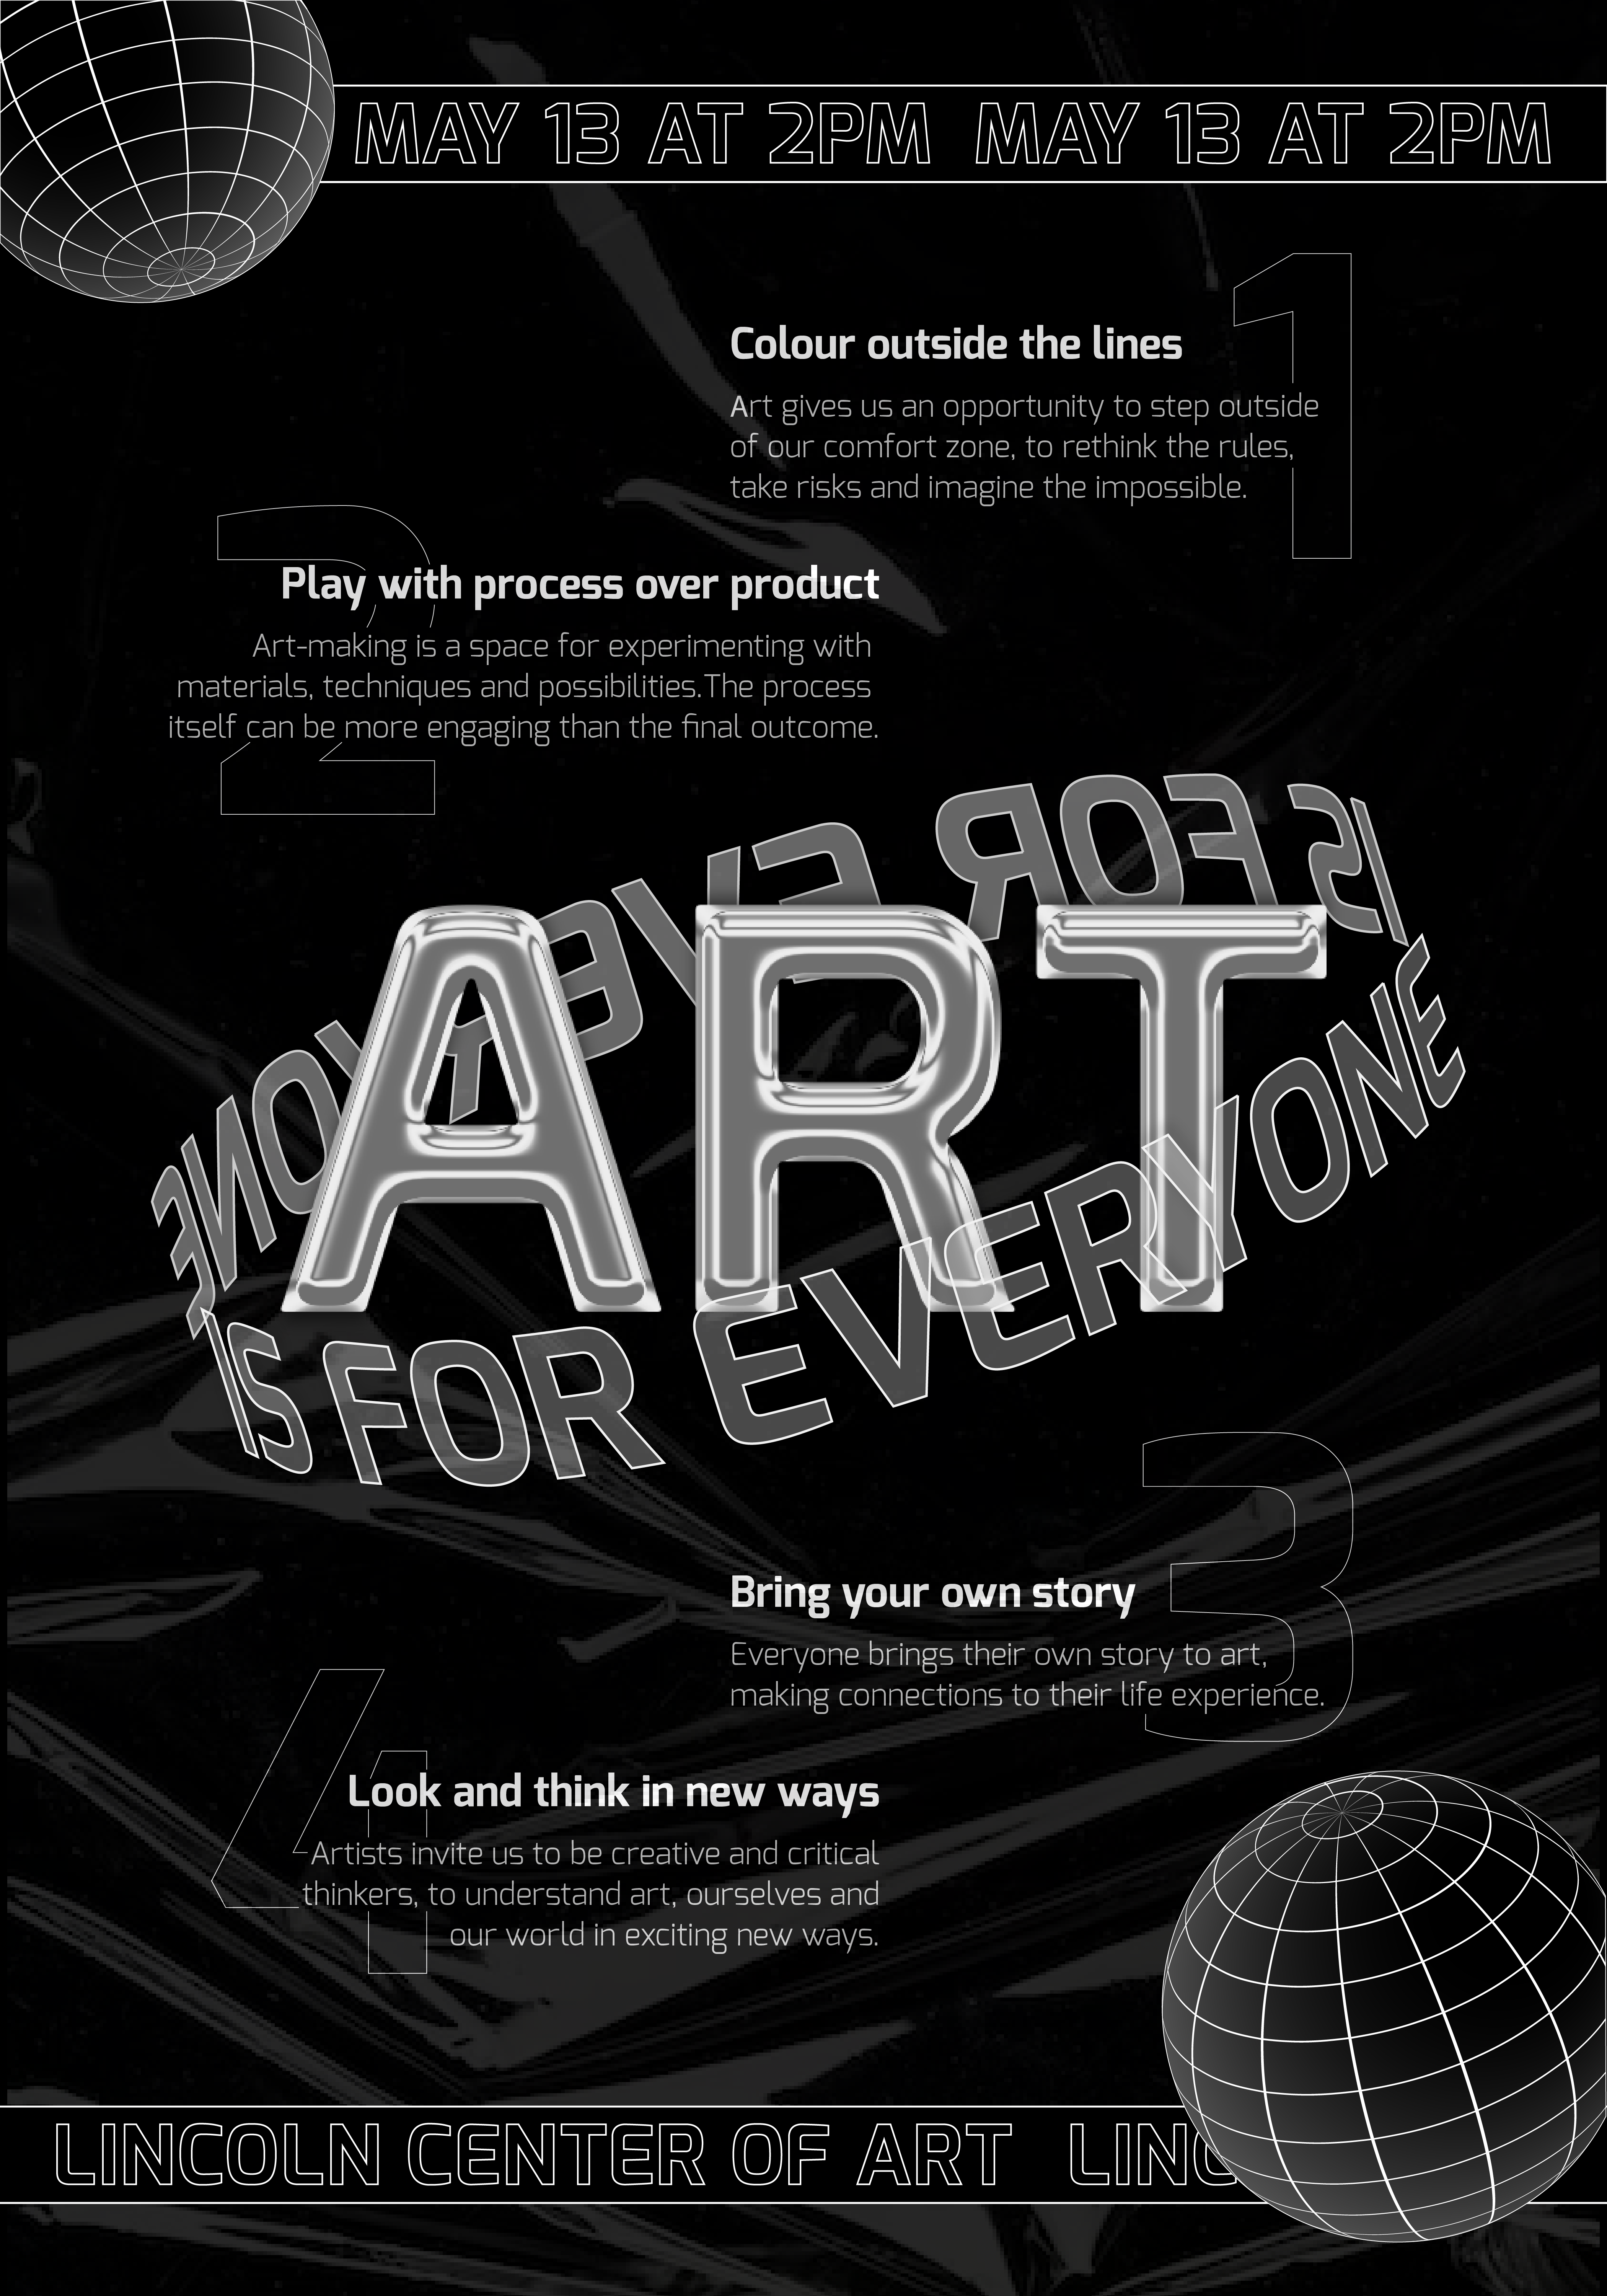 MAY 13 AT 2PM MAY 13 AT 2PM
1
Colour outside the lines
Art gives us an opportunity to step outside
of our comfort zone, to rethink the rules,
take risks and imagine the impossible.
2
Play with process over product
Art-making is a space for experimenting with
materials, techniques and possibilities.The process
itself can be more engaging than the final outcome.
IS FOR EVERYONE
ART
IS FOR EVERYONE
3
Bring your own story
Everyone brings their own story to art,
making connections to their life experience.
4
Look and think in new ways
Artists invite us to be creative and critical
thinkers, to understand art, ourselves and
our world in exciting new ways.
LINCOLN CENTER OF ART LINC